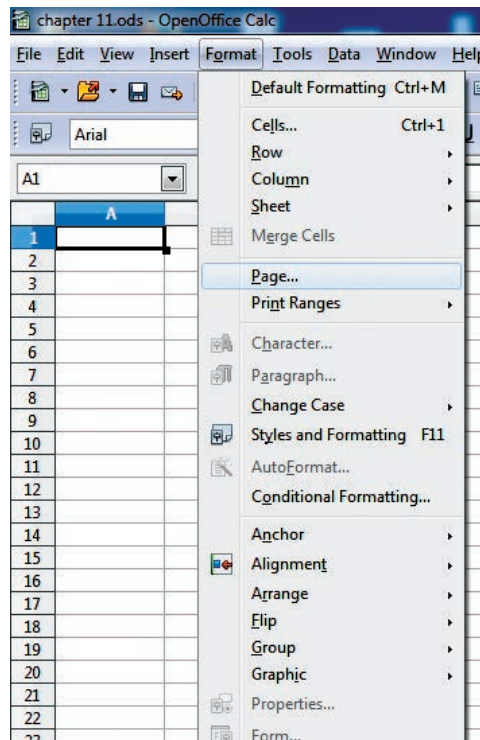 chapter 11.ods - OpenOffice Calc
File Edit View Insert Format Tools Data Window Help
Default Formatting Ctrl+M
Arial
Cells... Ctrl+1
Row
A1
Column
Sheet
A
Merge Cells
1
2
Page...
3
Print Ranges
4
5
Character...
6
7
Paragraph...
8
Change Case
9
Styles and Formatting F11
10
11
AutoFormat...
12
Conditional Formatting...
13
14
Anchor
15
Alignment
16
Arrange
17
18
Flip
19
Group
20
Graphic
21
Properties...
22
Form...